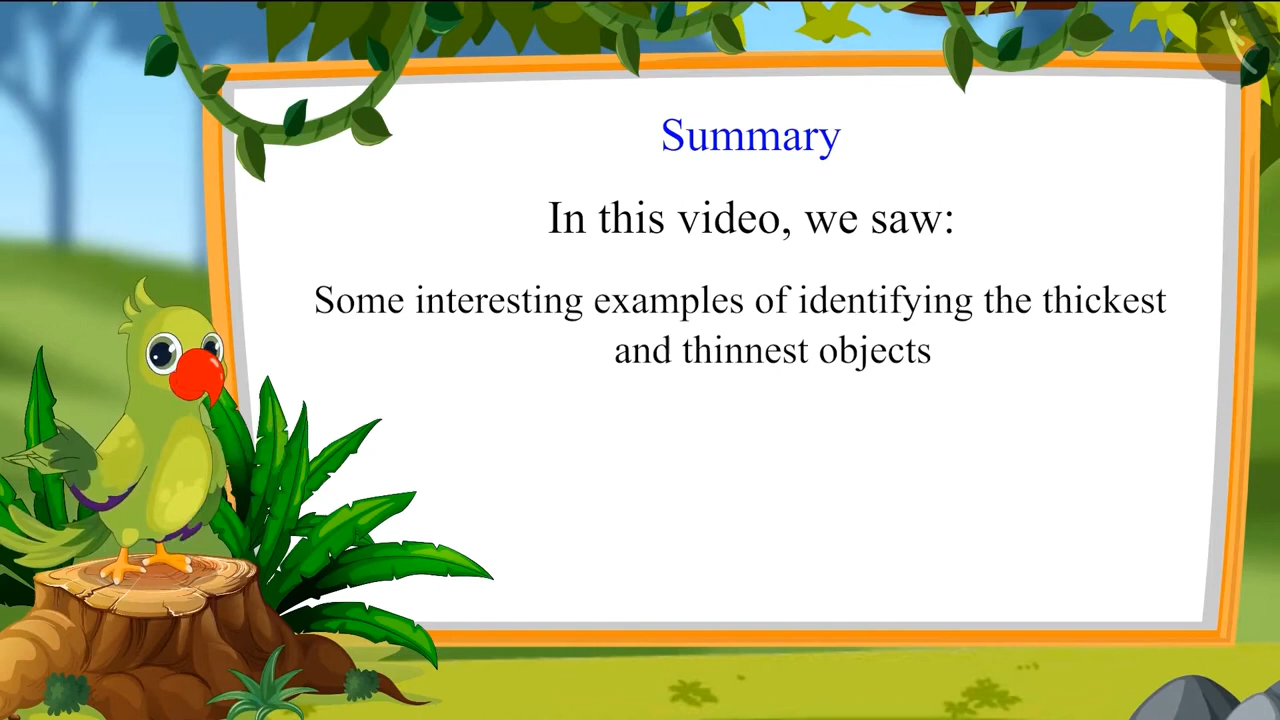 Summary
In this video, we saw:
Some interesting examples of identifying the thickest
and thinnest objects